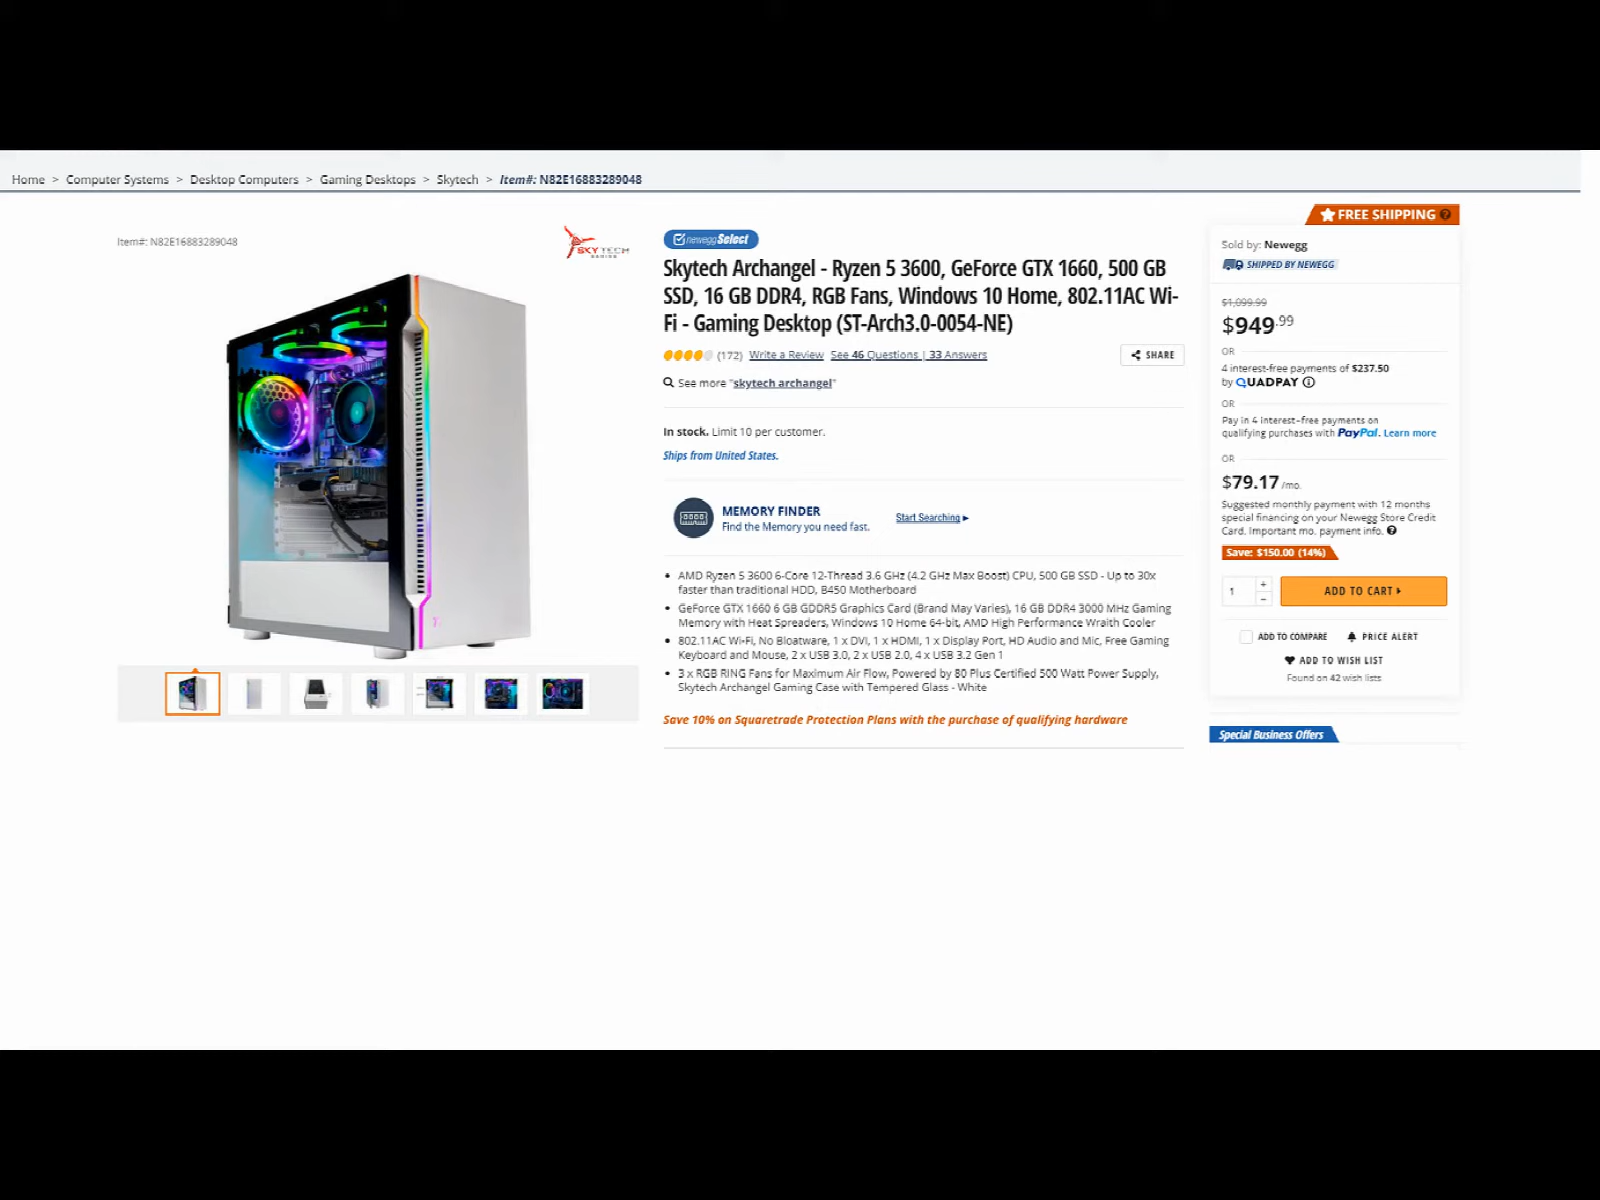 Home > Computer Systems > Desktop Computers > Gaming Desktops > Skytech > Item#: N82E16883289048
Item#: N82E16883289048
SKYTECH
GAMING
newegg Select
Skytech Archangel - Ryzen 5 3600, GeForce GTX 1660, 500 GB
SSD, 16 GB DDR4, RGB Fans, Windows 10 Home, 802.11AC Wi-
Fi - Gaming Desktop (ST-Arch3.0-0054-NE)
(172) Write a Review See 46 Questions | 33 Answers
SHARE
See more "skytech archangel"
In stock. Limit 10 per customer.
Ships from United States.
MEMORY FINDER
Find the Memory you need fast.
Start Searching ▸
• AMD Ryzen 5 3600 6-Core 12-Thread 3.6 GHz (4.2 GHz Max Boost) CPU, 500 GB SSD - Up to 30x
faster than traditional HDD, B450 Motherboard
• GeForce GTX 1660 6 GB GDDR5 Graphics Card (Brand May Varies), 16 GB DDR4 3000 MHz Gaming
Memory with Heat Spreaders, Windows 10 Home 64-bit, AMD High Performance Wraith Cooler
• 802.11AC Wi-Fi, No Bloatware, 1 x DVI, 1 x HDMI, 1 x Display Port, HD Audio and Mic, Free Gaming
Keyboard and Mouse, 2 x USB 3.0, 2 x USB 2.0, 4 x USB 3.2 Gen 1
• 3 x RGB RING Fans for Maximum Air Flow, Powered by 80 Plus Certified 500 Watt Power Supply,
Skytech Archangel Gaming Case with Tempered Glass - White
Save 10% on Squaretrade Protection Plans with the purchase of qualifying hardware
FREE SHIPPING ?
Sold by: Newegg
SHIPPED BY NEWEGG
$1,099.99
$949.99
OR
4 interest-free payments of $237.50
by QUADPAY
OR
Pay in 4 interest-free payments on
qualifying purchases with PayPal. Learn more
OR
$79.17 /mo.
Suggested monthly payment with 12 months
special financing on your Newegg Store Credit
Card. Important mo. payment info. ?
Save: $150.00 (14%)
1 + -
ADD TO CART ▸
ADD TO COMPARE PRICE ALERT
ADD TO WISH LIST
Found on 42 wish lists
Special Business Offers